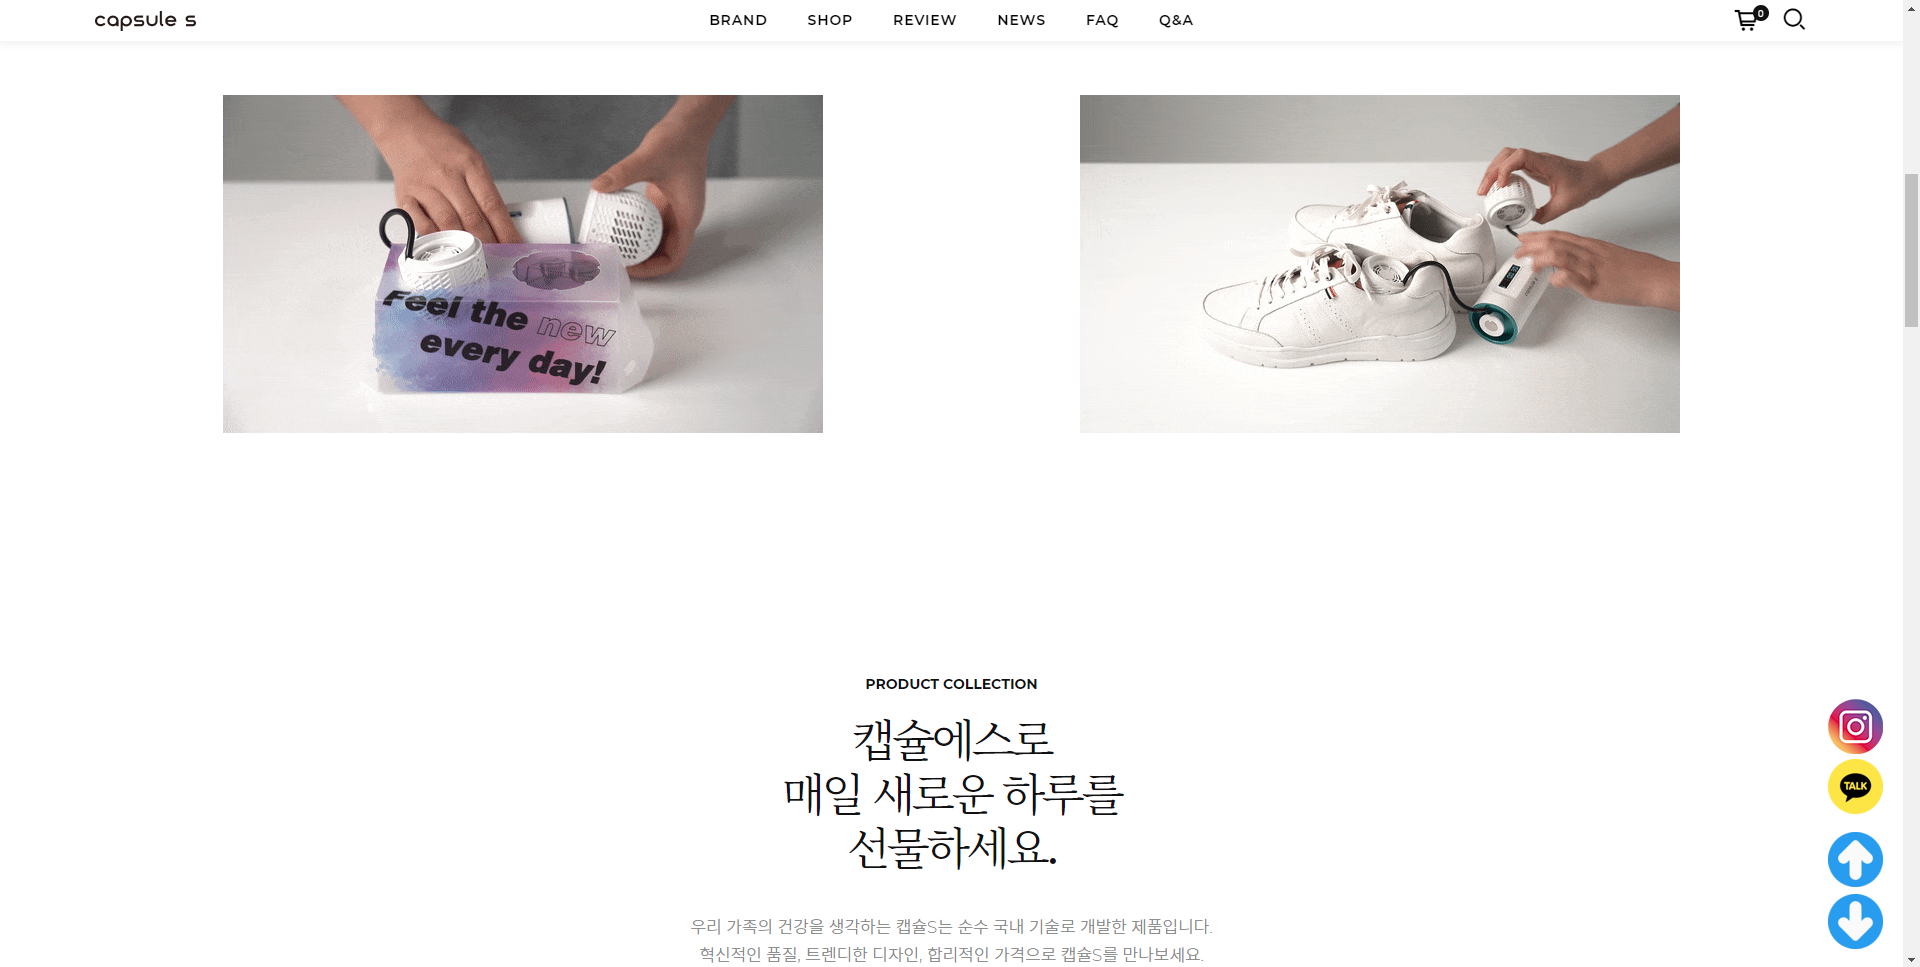 capsule s
BRAND SHOP REVIEW NEWS FAQ Q&A
0
Feel the new
every day!
PRODUCT COLLECTION
캡슐에스로
매일 새로운 하루를
선물하세요.
TALK
우리 가족의 건강을 생각하는 캡슐S는 순수 국내 기술로 개발한 제품입니다.
혁신적인 품질, 트렌디한 디자인, 합리적인 가격으로 캡슐S를 만나보세요.